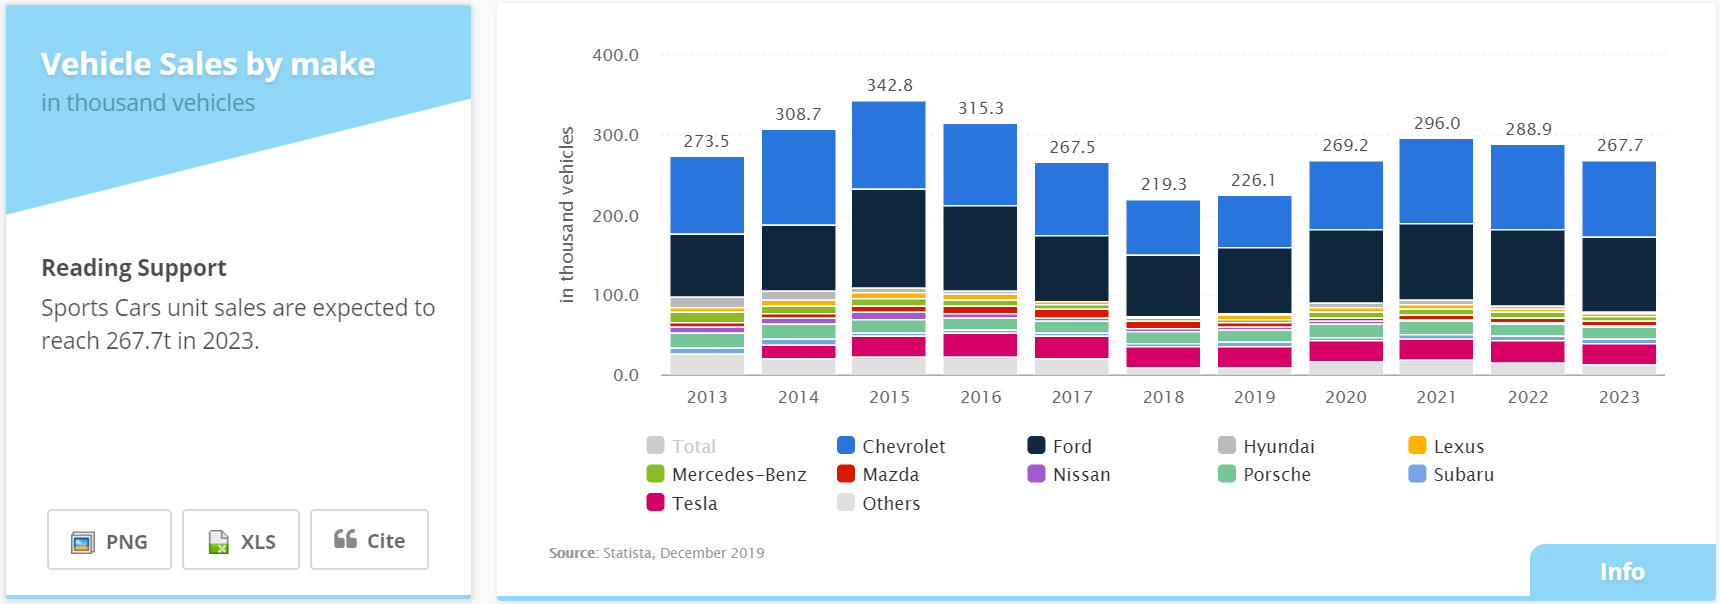 Vehicle Sales by make
in thousand vehicles
Reading Support
Sports Cars unit sales are expected to
reach 267.7t in 2023.
PNG
XLS
Cite
in thousand vehicles
400.0
300.0
200.0
100.0
0.0
273.5
308.7
342.8
315.3
267.5
219.3
226.1
269.2
296.0
288.9
267.7
2013 2014 2015 2016 2017 2018 2019 2020 2021 2022 2023
Total Chevrolet Ford Hyundai Lexus
Mercedes-Benz Mazda Nissan Porsche Subaru
Tesla Others
Source: Statista, December 2019
Info